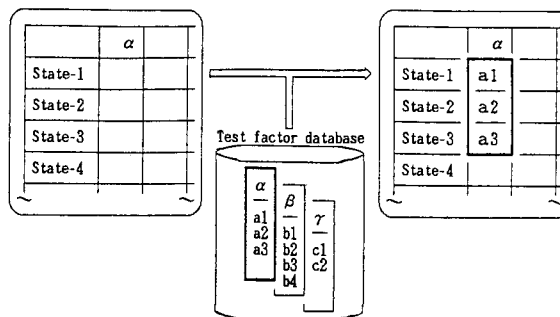 α
State-1
State-2
State-3
State-4
~ ~
Test factor database
α
a1
a2
a3
β
b1
b2
b3
b4
γ
c1
c2
α
State-1 a1
State-2 a2
State-3 a3
State-4
~ ~